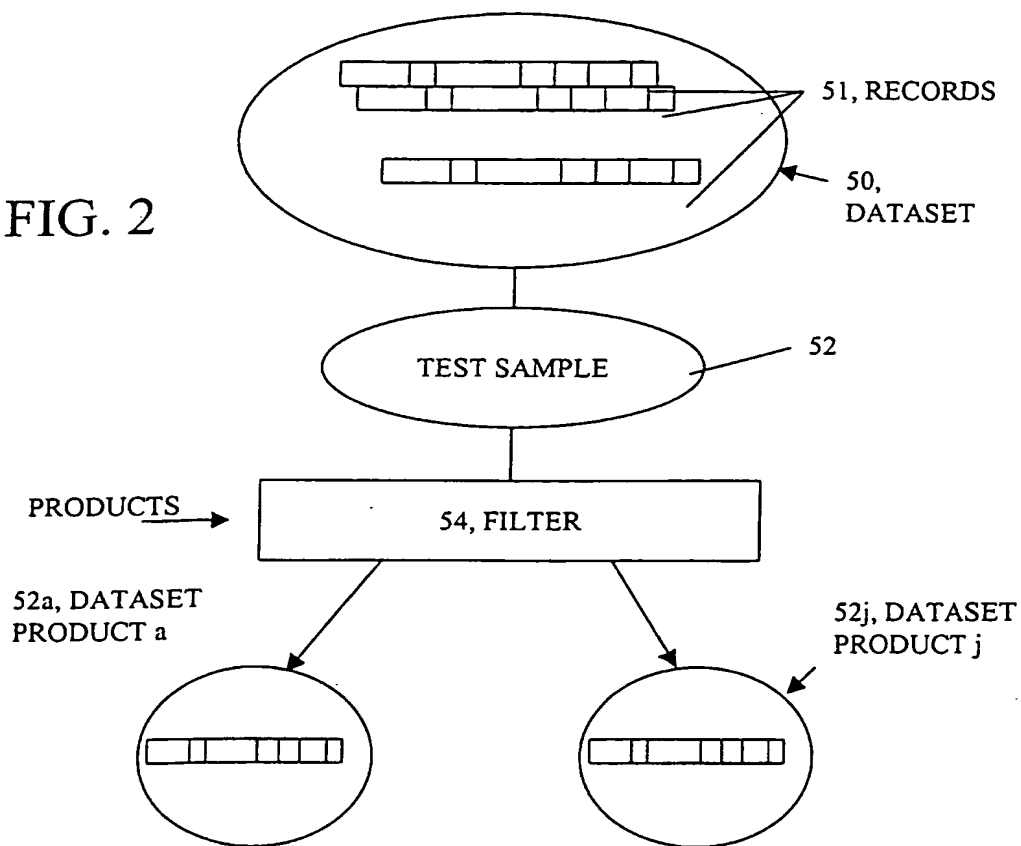 51, RECORDS
50,
DATASET
FIG. 2
TEST SAMPLE
52
PRODUCTS
54, FILTER
52a, DATASET
PRODUCT a
52j, DATASET
PRODUCT j